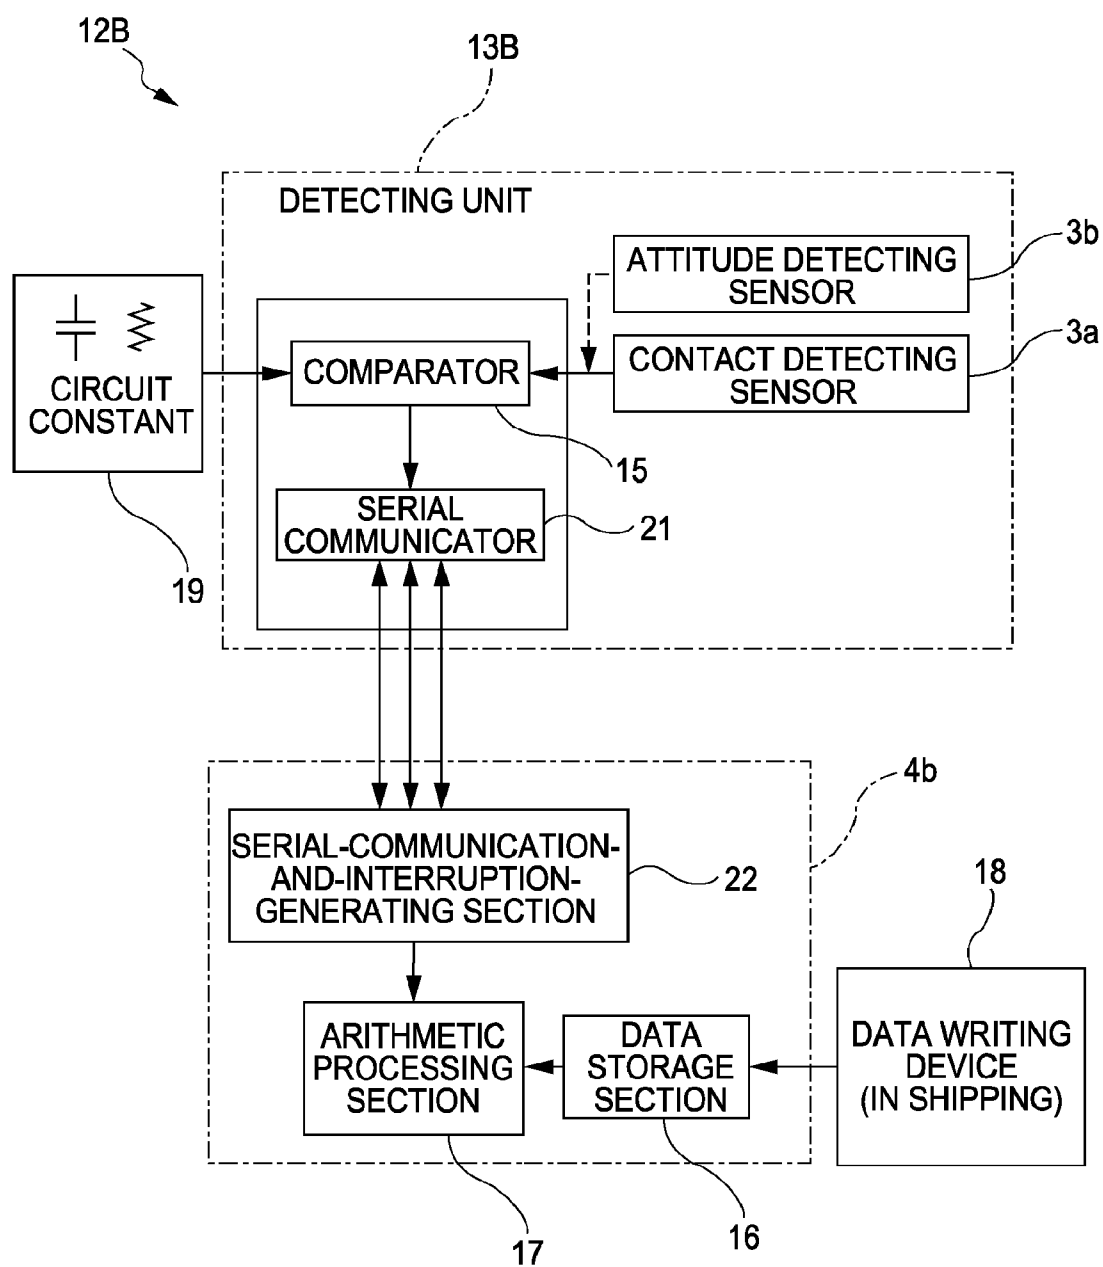 12B
13B
DETECTING UNIT
3b
ATTITUDE DETECTING
SENSOR
3a
CONTACT DETECTING
SENSOR
COMPARATOR
CIRCUIT
CONSTANT
15
SERIAL
COMMUNICATOR
21
19
4b
SERIAL-COMMUNICATION-
AND-INTERRUPTION-
GENERATING SECTION
22
18
ARITHMETIC
PROCESSING
SECTION
DATA
STORAGE
SECTION
DATA WRITING
DEVICE
(IN SHIPPING)
16
17